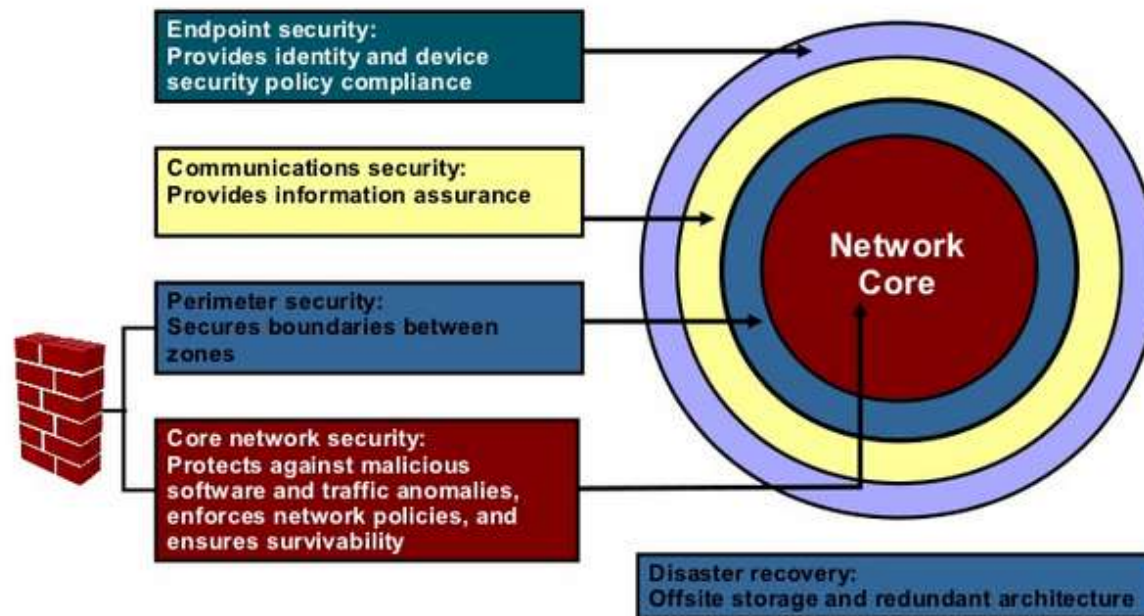 Endpoint security:
Provides identity and device
security policy compliance
Communications security:
Provides information assurance
Network
Core
Perimeter security:
Secures boundaries between
zones
Core network security:
Protects against malicious
software and traffic anomalies,
enforces network policies, and
ensures survivability
Disaster recovery:
Offsite storage and redundant architecture